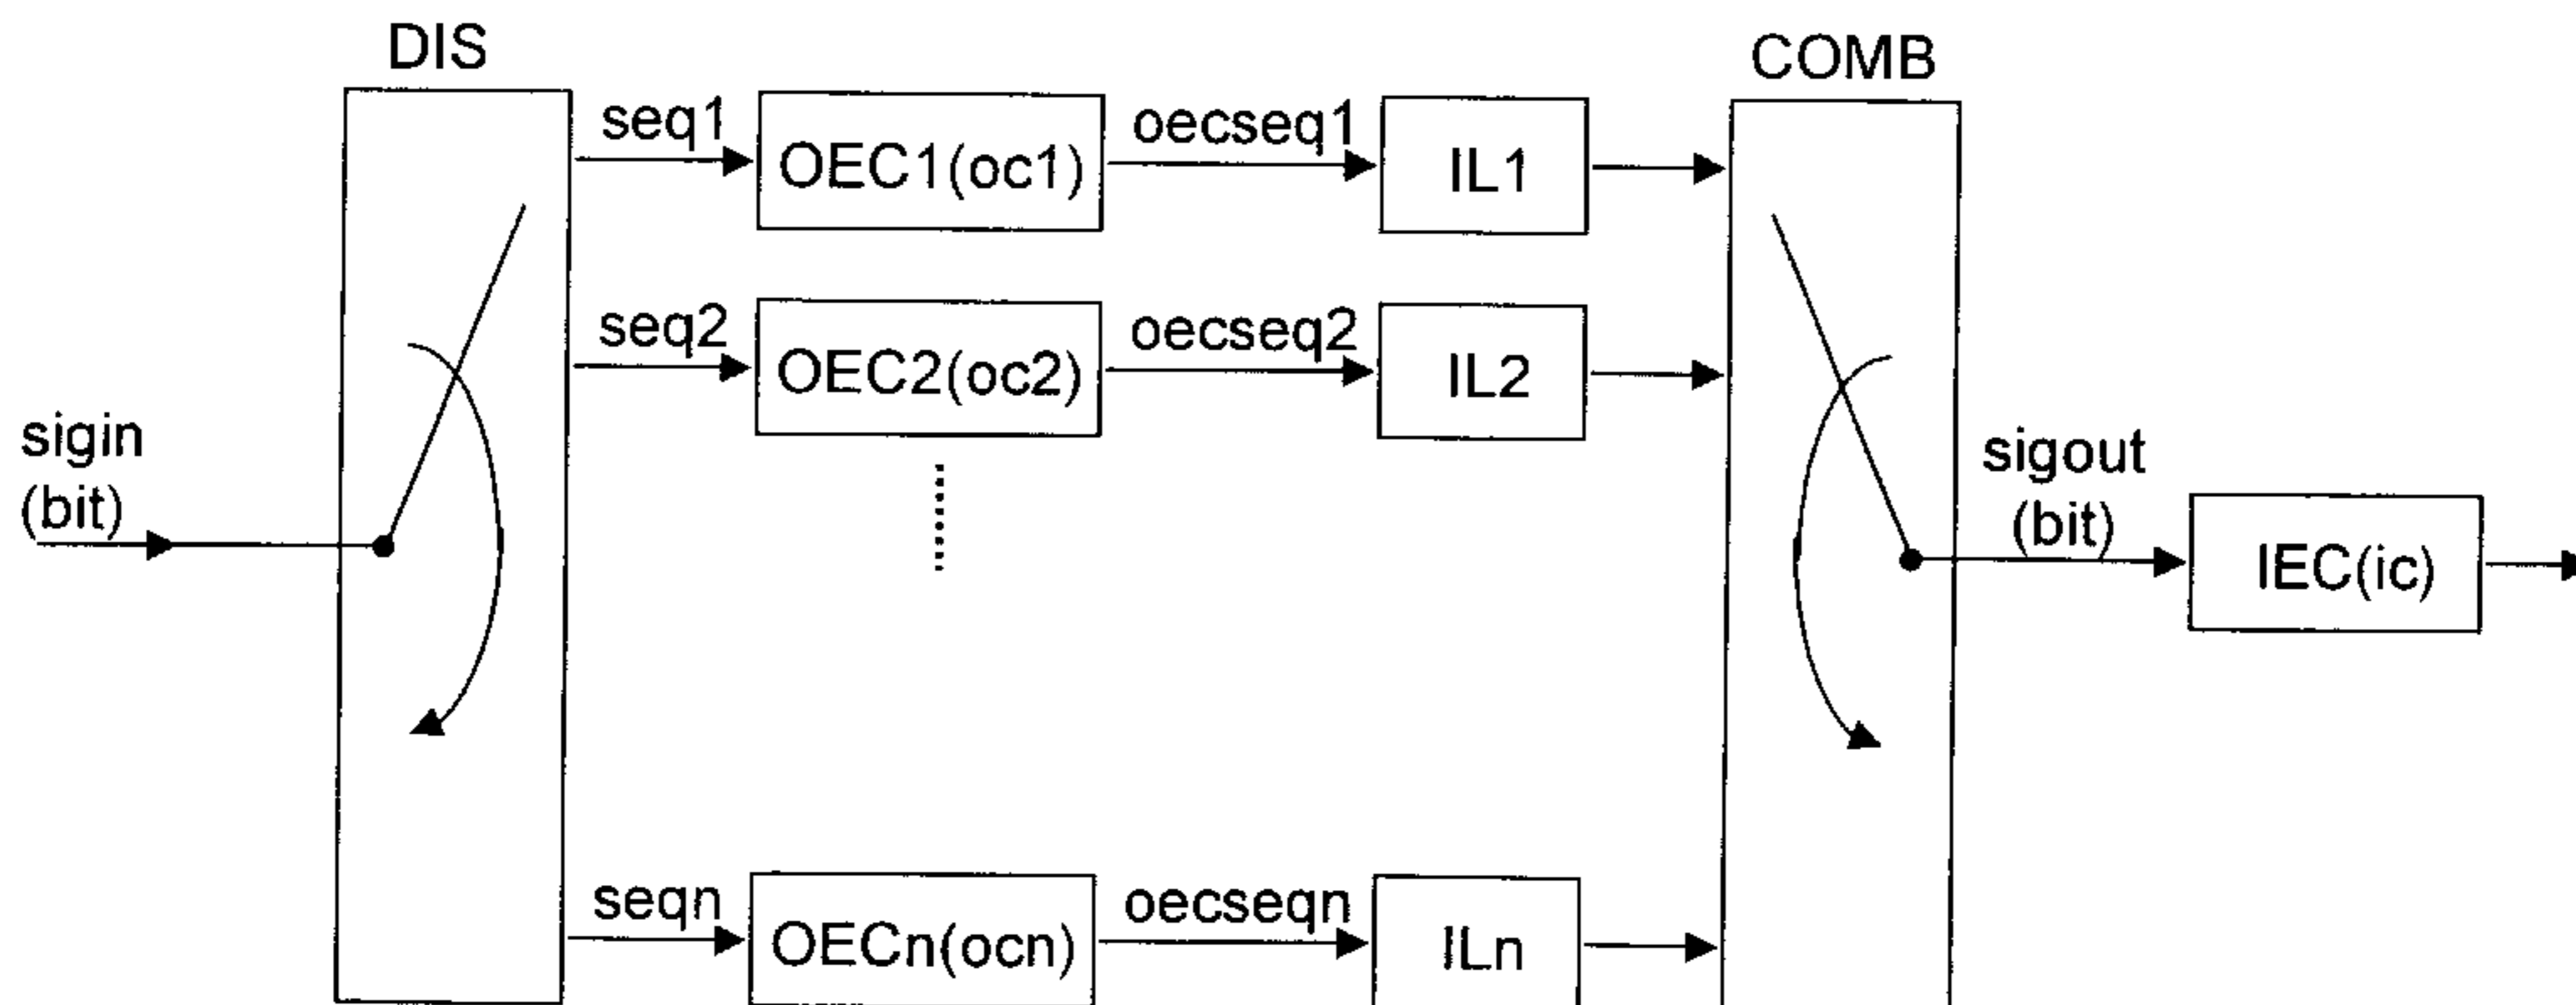 DIS
COMB
seq1
OEC1(oc1)
oecseq1
IL1
seq2
OEC2(oc2)
oecseq2
IL2
sigin
(bit)
sigout
(bit)
IEC(ic)
seqn
OECn(ocn)
oecseqn
ILn